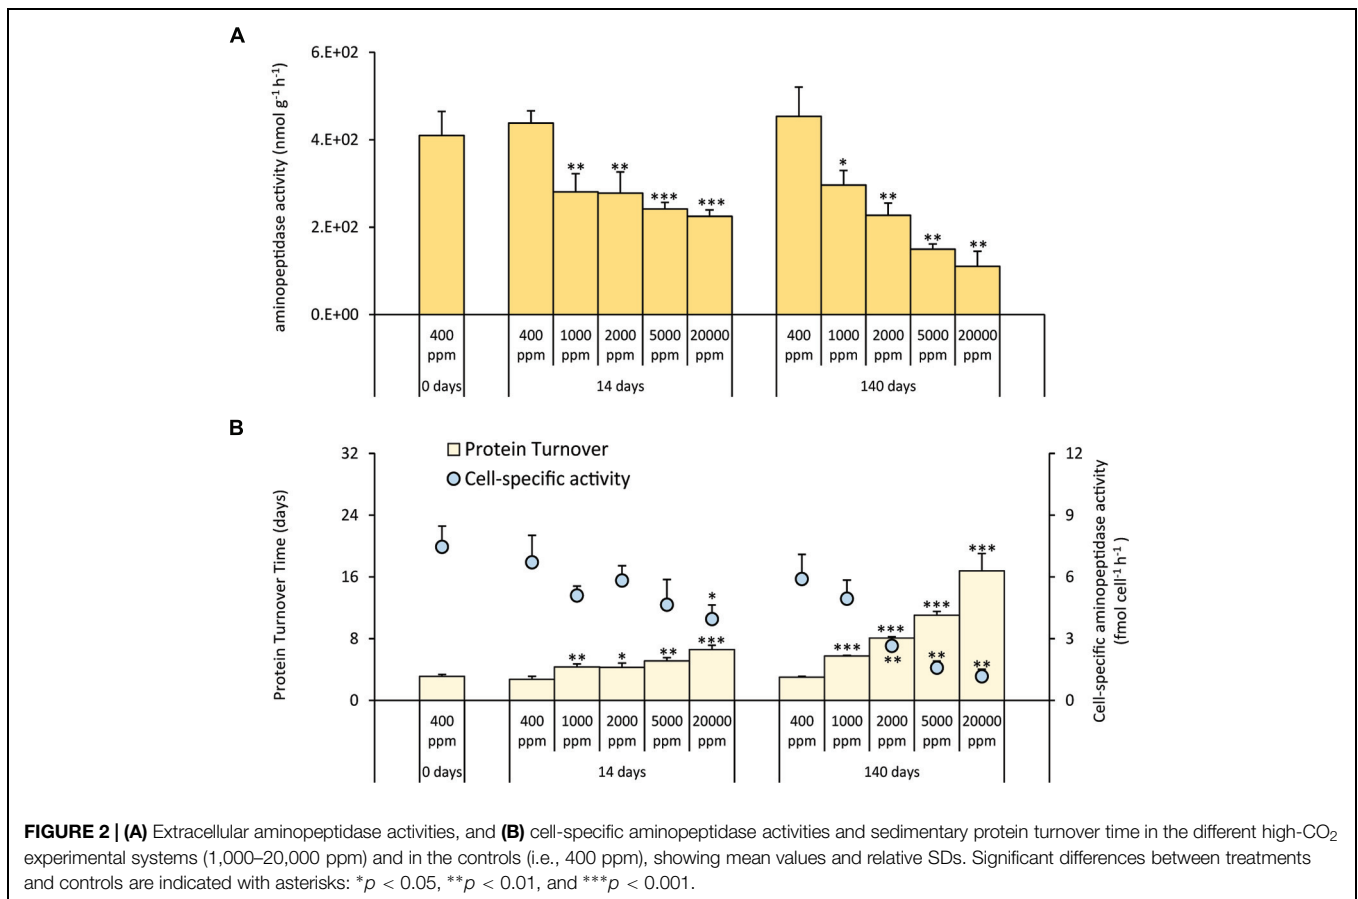 A
aminopeptidase activity (nmol g-1 h-1)
6.E+02
4.E+02
2.E+02
0.E+00
** ** *** ***
* ** ** **
400 ppm
400 ppm 1000 ppm 2000 ppm 5000 ppm 20000 ppm
400 ppm 1000 ppm 2000 ppm 5000 ppm 20000 ppm
0 days 14 days 140 days
B
Protein Turnover
Cell-specific activity
Protein Turnover Time (days)
32
24
16
8
0
Cell-specific aminopeptidase activity
(fmol cell-1 h-1 )
12
9
6
3
0
*
** * ** ***
*** *** *** ***
** ** **
400 ppm
400 ppm 1000 ppm 2000 ppm 5000 ppm 20000 ppm
400 ppm 1000 ppm 2000 ppm 5000 ppm 20000 ppm
0 days 14 days 140 days
FIGURE 2 | (A) Extracellular aminopeptidase activities, and (B) cell-specific aminopeptidase activities and sedimentary protein turnover time in the different high-CO2
experimental systems (1,000–20,000 ppm) and in the controls (i.e., 400 ppm), showing mean values and relative SDs. Significant differences between treatments
and controls are indicated with asterisks: *p < 0.05, **p < 0.01, and ***p < 0.001.